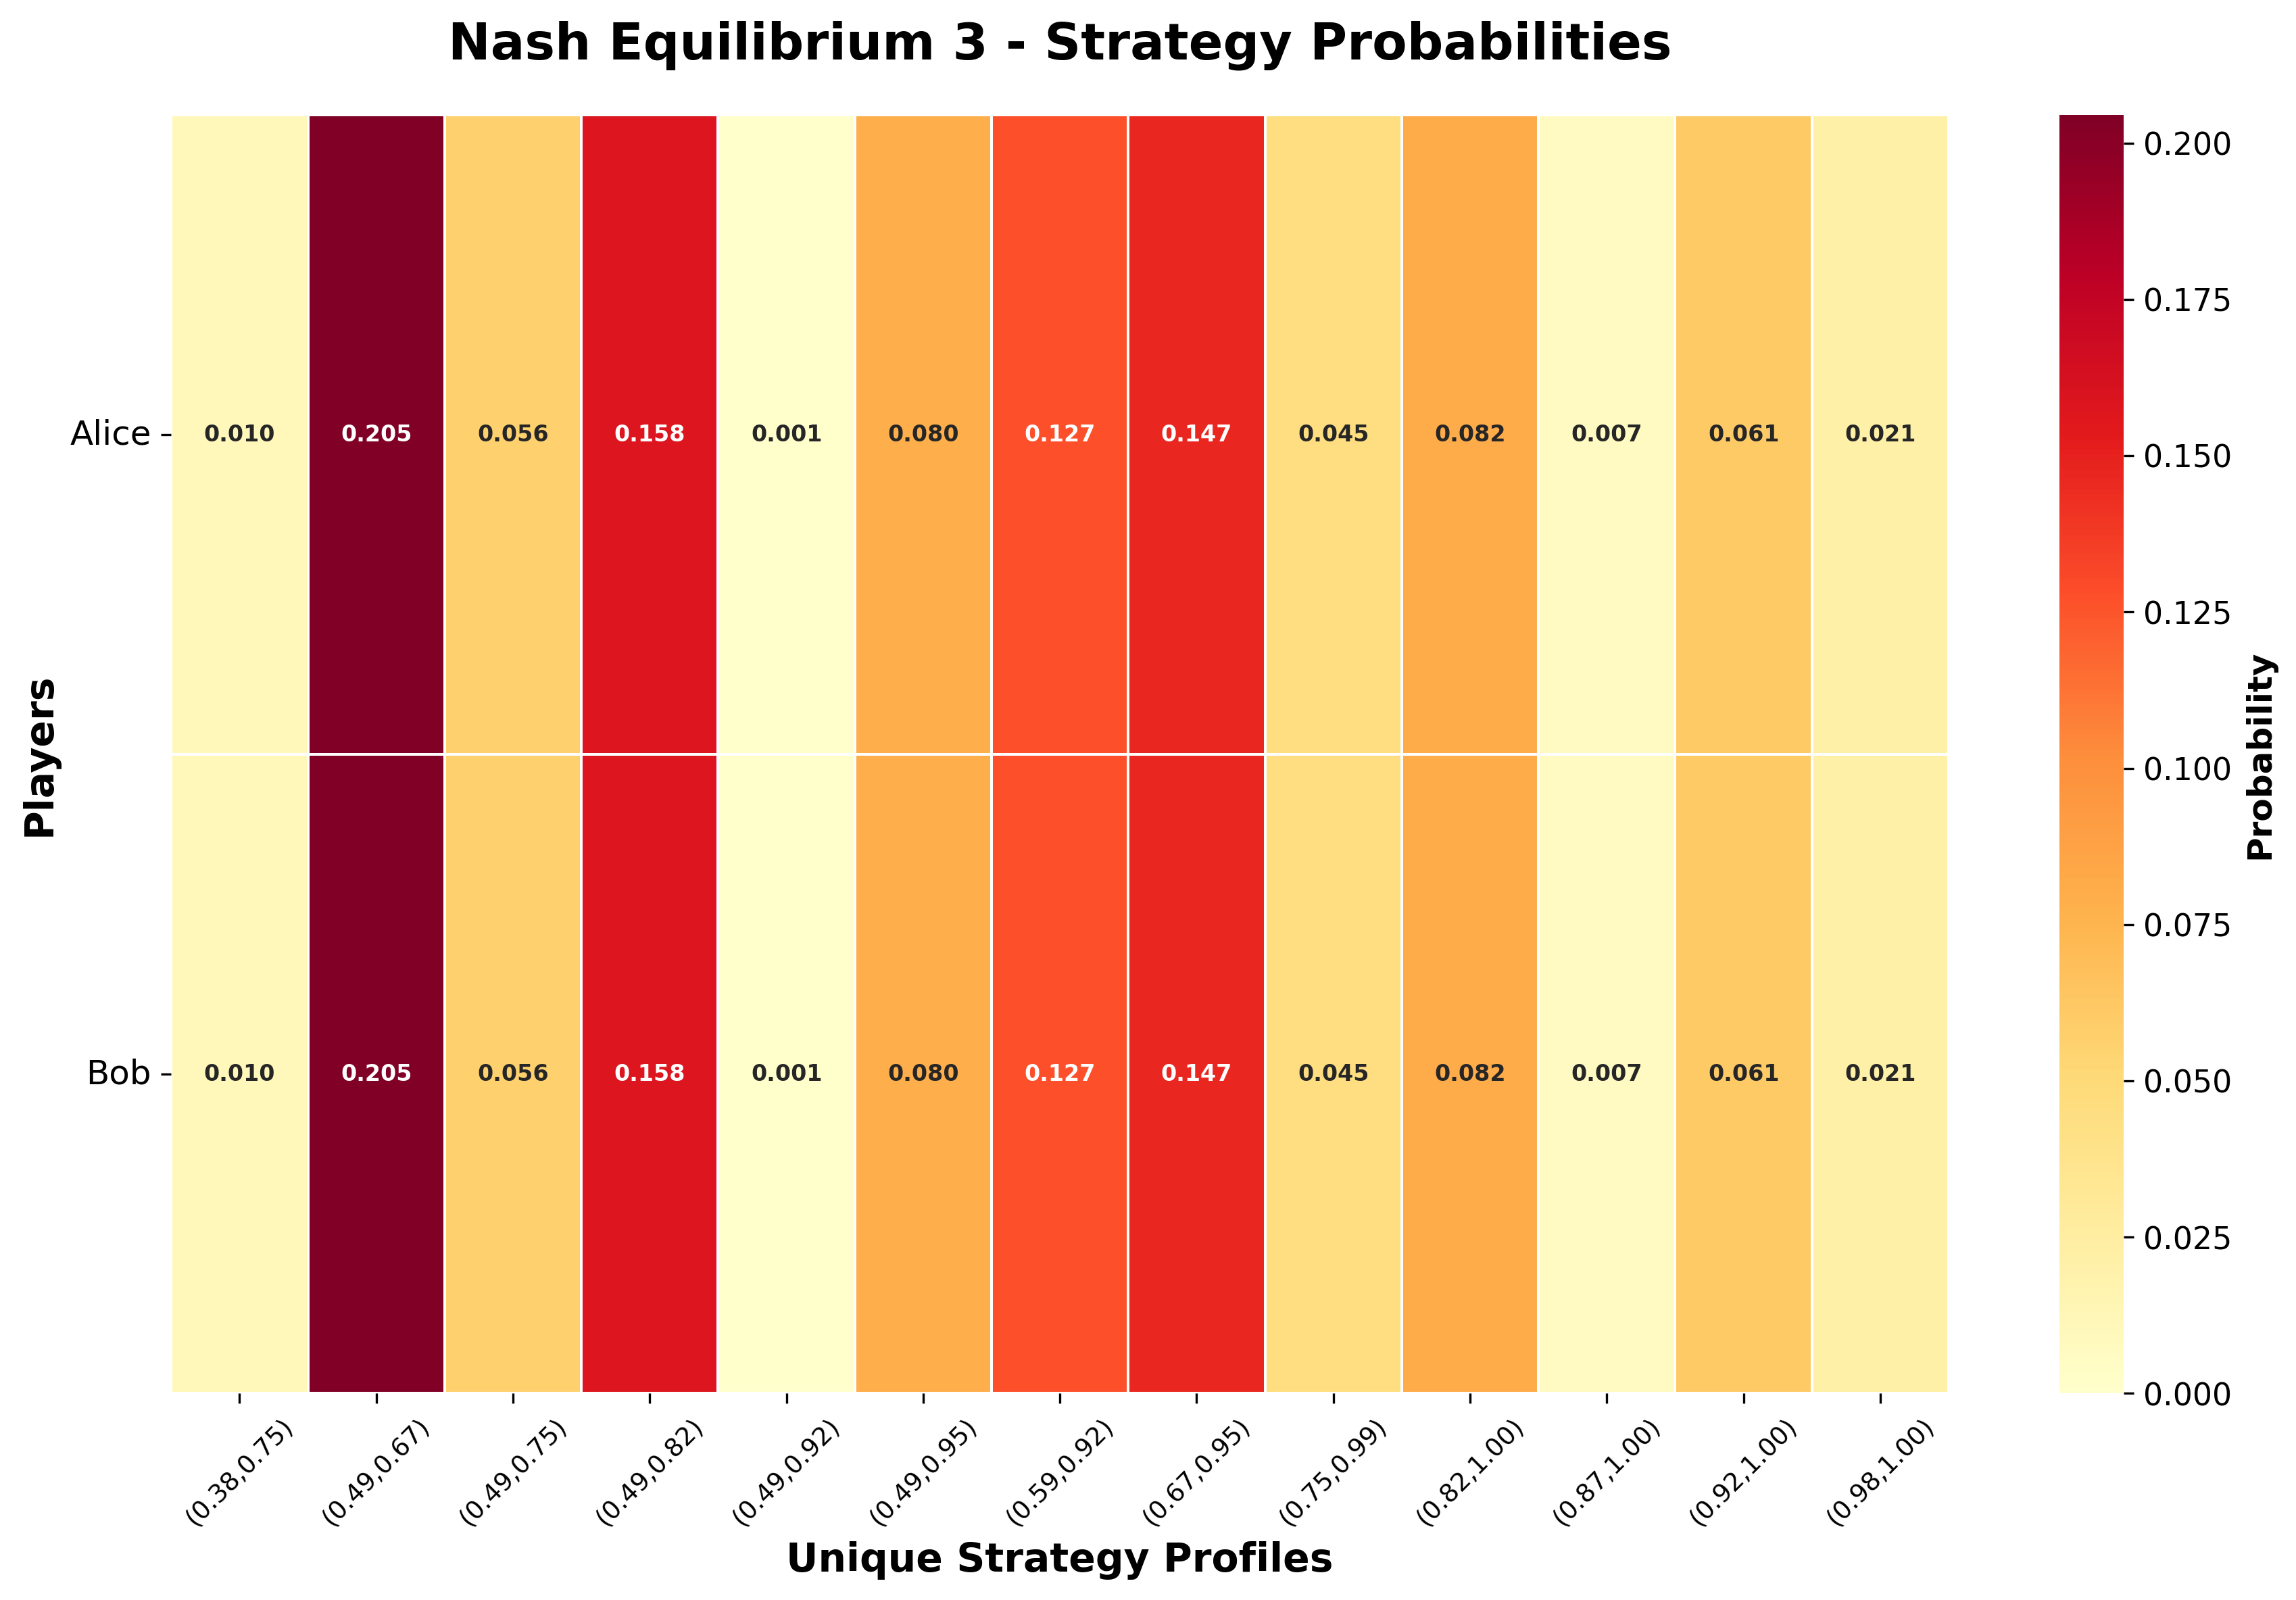 Nash Equilibrium 3 - Strategy Probabilities
Players
Alice
0.010 0.205 0.056 0.158 0.001 0.080 0.127 0.147 0.045 0.082 0.007 0.061 0.021
Bob
0.010 0.205 0.056 0.158 0.001 0.080 0.127 0.147 0.045 0.082 0.007 0.061 0.021
(0.38,0.75)
(0.49,0.67)
(0.49,0.75)
(0.49,0.82)
(0.49,0.92)
(0.49,0.95)
(0.59,0.92)
(0.67,0.95)
(0.75,0.99)
(0.82,1.00)
(0.87,1.00)
(0.92,1.00)
(0.98,1.00)
Unique Strategy Profiles
0.200
0.175
0.150
0.125
0.100
0.075
0.050
0.025
0.000
Probability